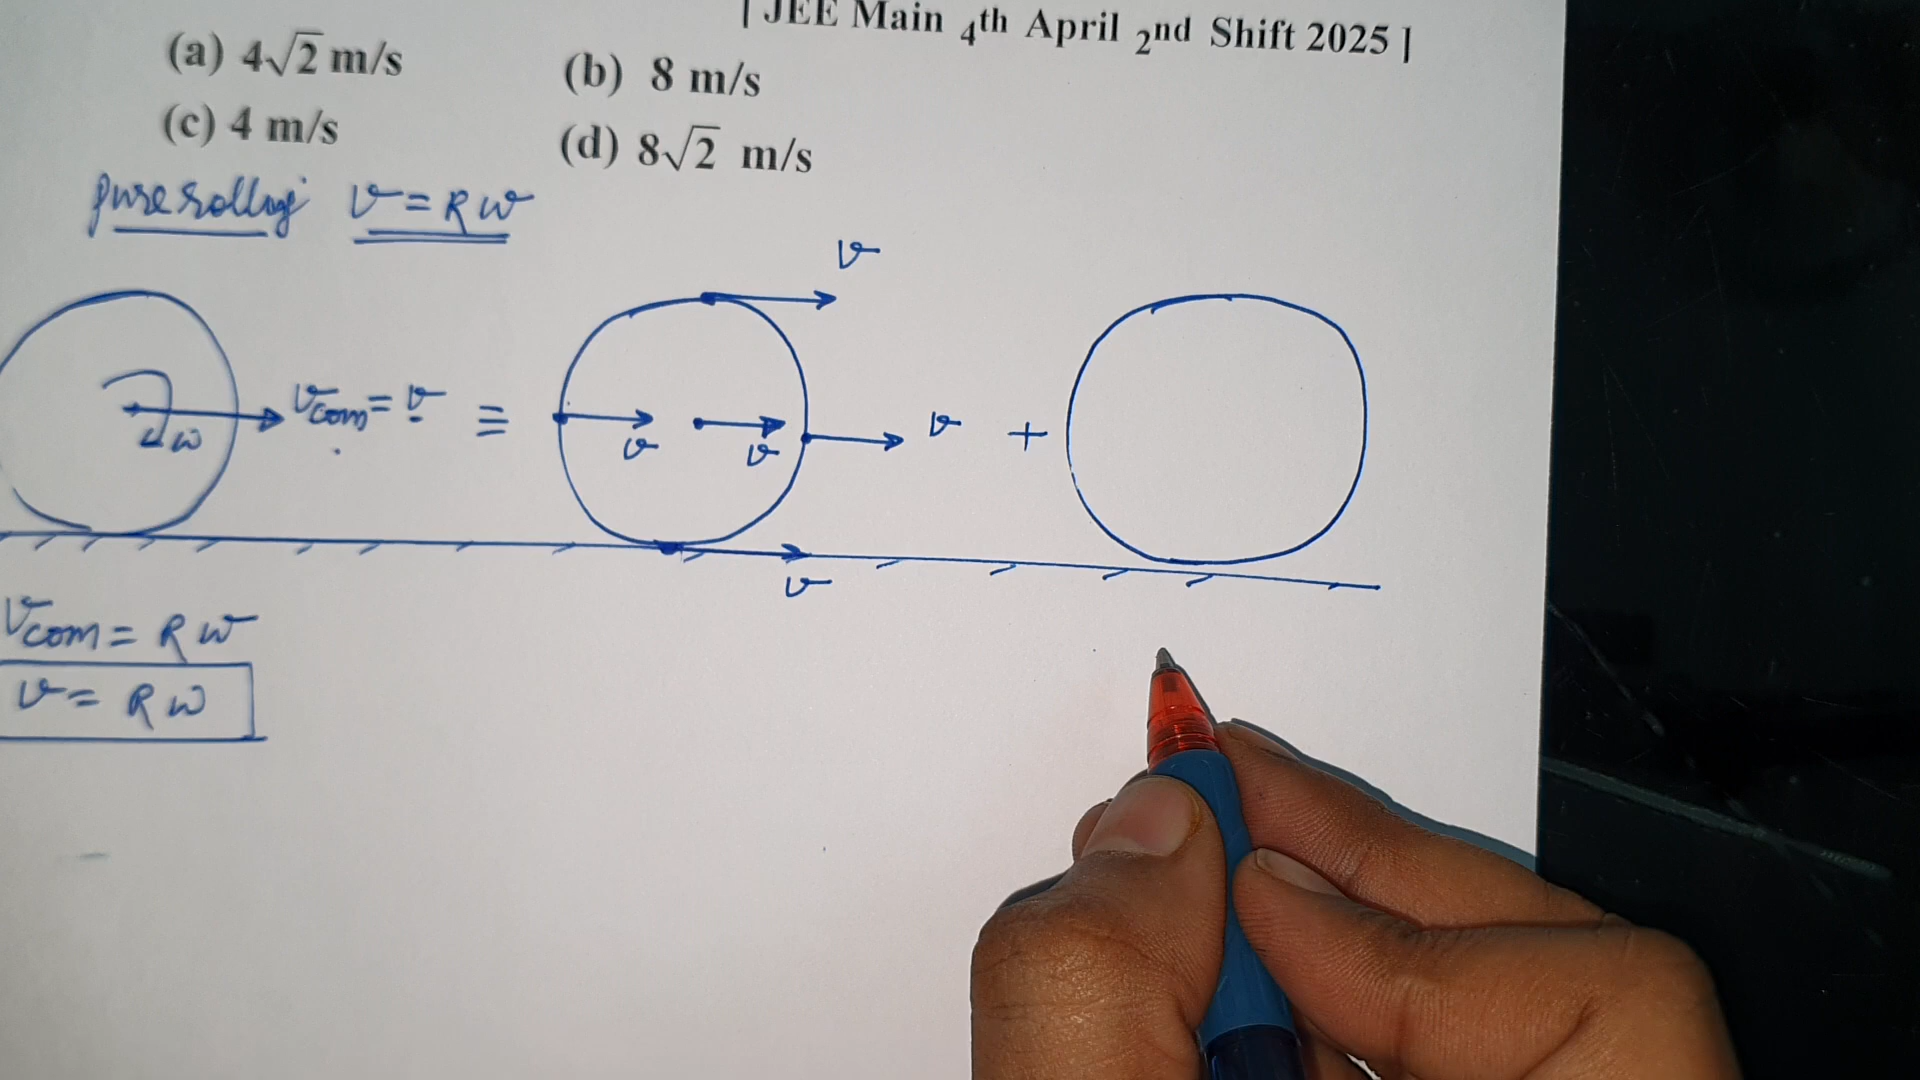 [ JEE Main 4th April 2nd Shift 2025 ]
(a) 4√2 m/s (b) 8 m/s
(c) 4 m/s (d) 8√2 m/s
pure rolling v = Rω
v
ω v_com = v ≡ v v v +
v
v_com = Rω
v = Rω